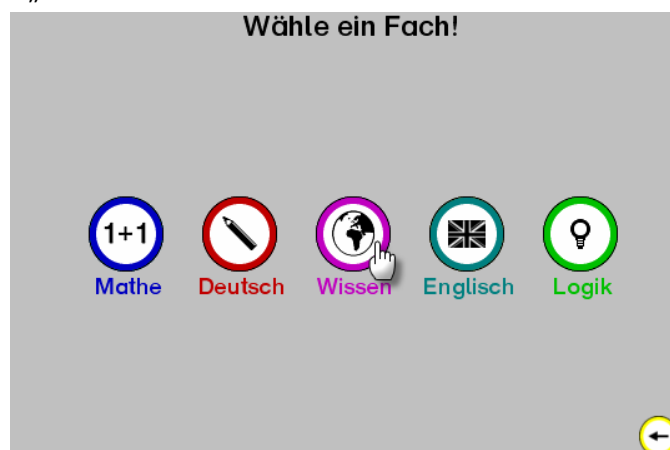 Wähle ein Fach!
1+1
Mathe
Deutsch
Wissen
Englisch
Logik